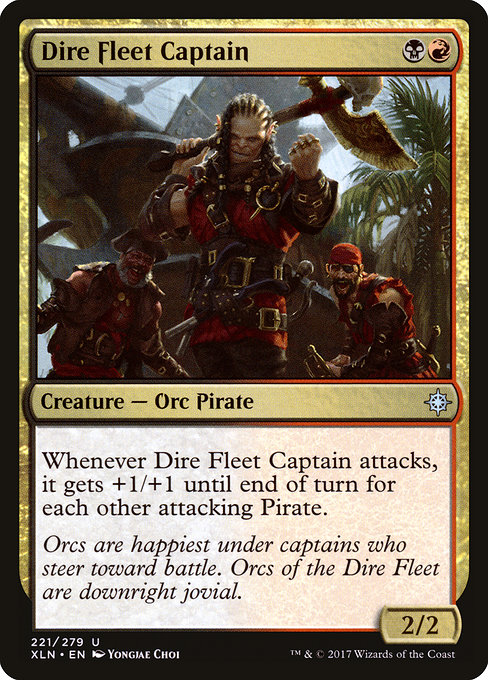 Dire Fleet Captain
Creature — Orc Pirate
Whenever Dire Fleet Captain attacks,
it gets +1/+1 until end of turn for
each other attacking Pirate.
Orcs are happiest under captains who
steer toward battle. Orcs of the Dire Fleet
are downright jovial.
2/2
221/279 U
XLN • EN Yongjae Choi
™ & © 2017 Wizards of the Coast